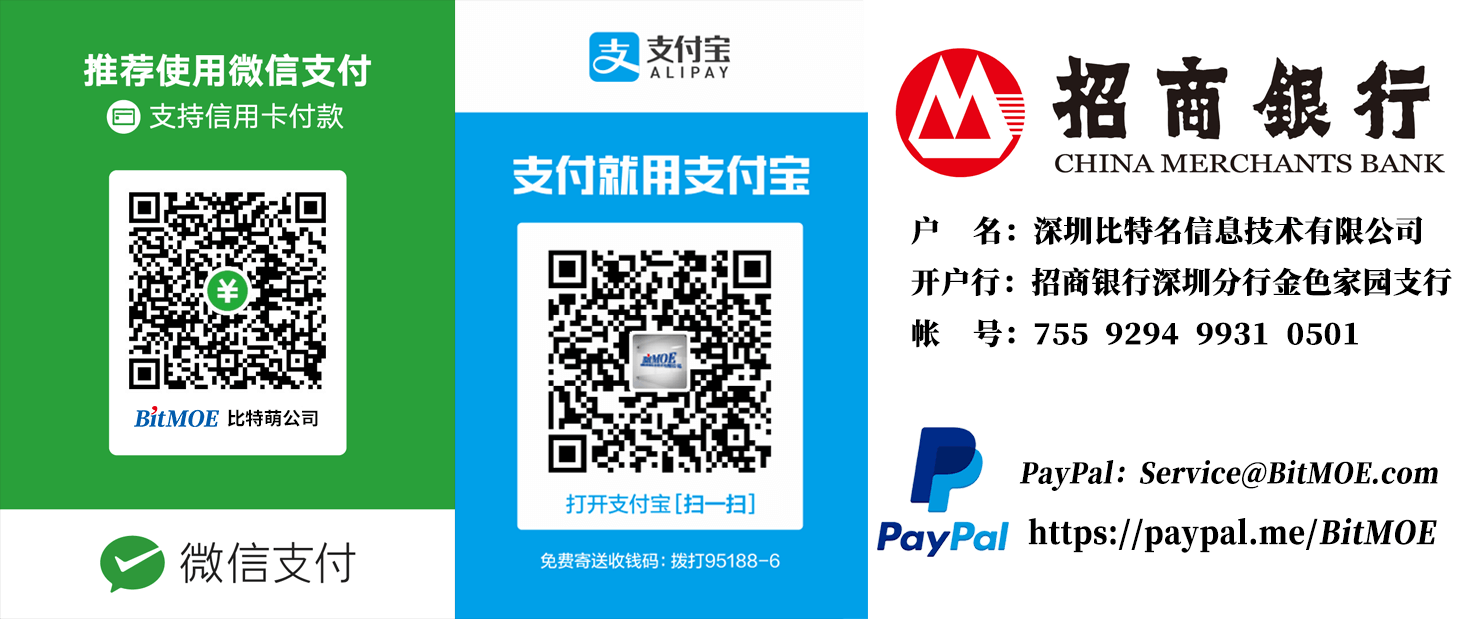 推荐使用微信支付
支持信用卡付款
BitMOE 比特萌公司
微信支付
支付宝
ALIPAY
支付就用支付宝
BitMOE
打开支付宝[扫一扫]
免费寄送收钱码：拨打95188-6
招商银行
CHINA MERCHANTS BANK
户 名：深圳比特名信息技术有限公司
开户行：招商银行深圳分行金色家园支行
帐 号：755 9294 9931 0501
PayPal
PayPal：Service@BitMOE.com
https://paypal.me/BitMOE